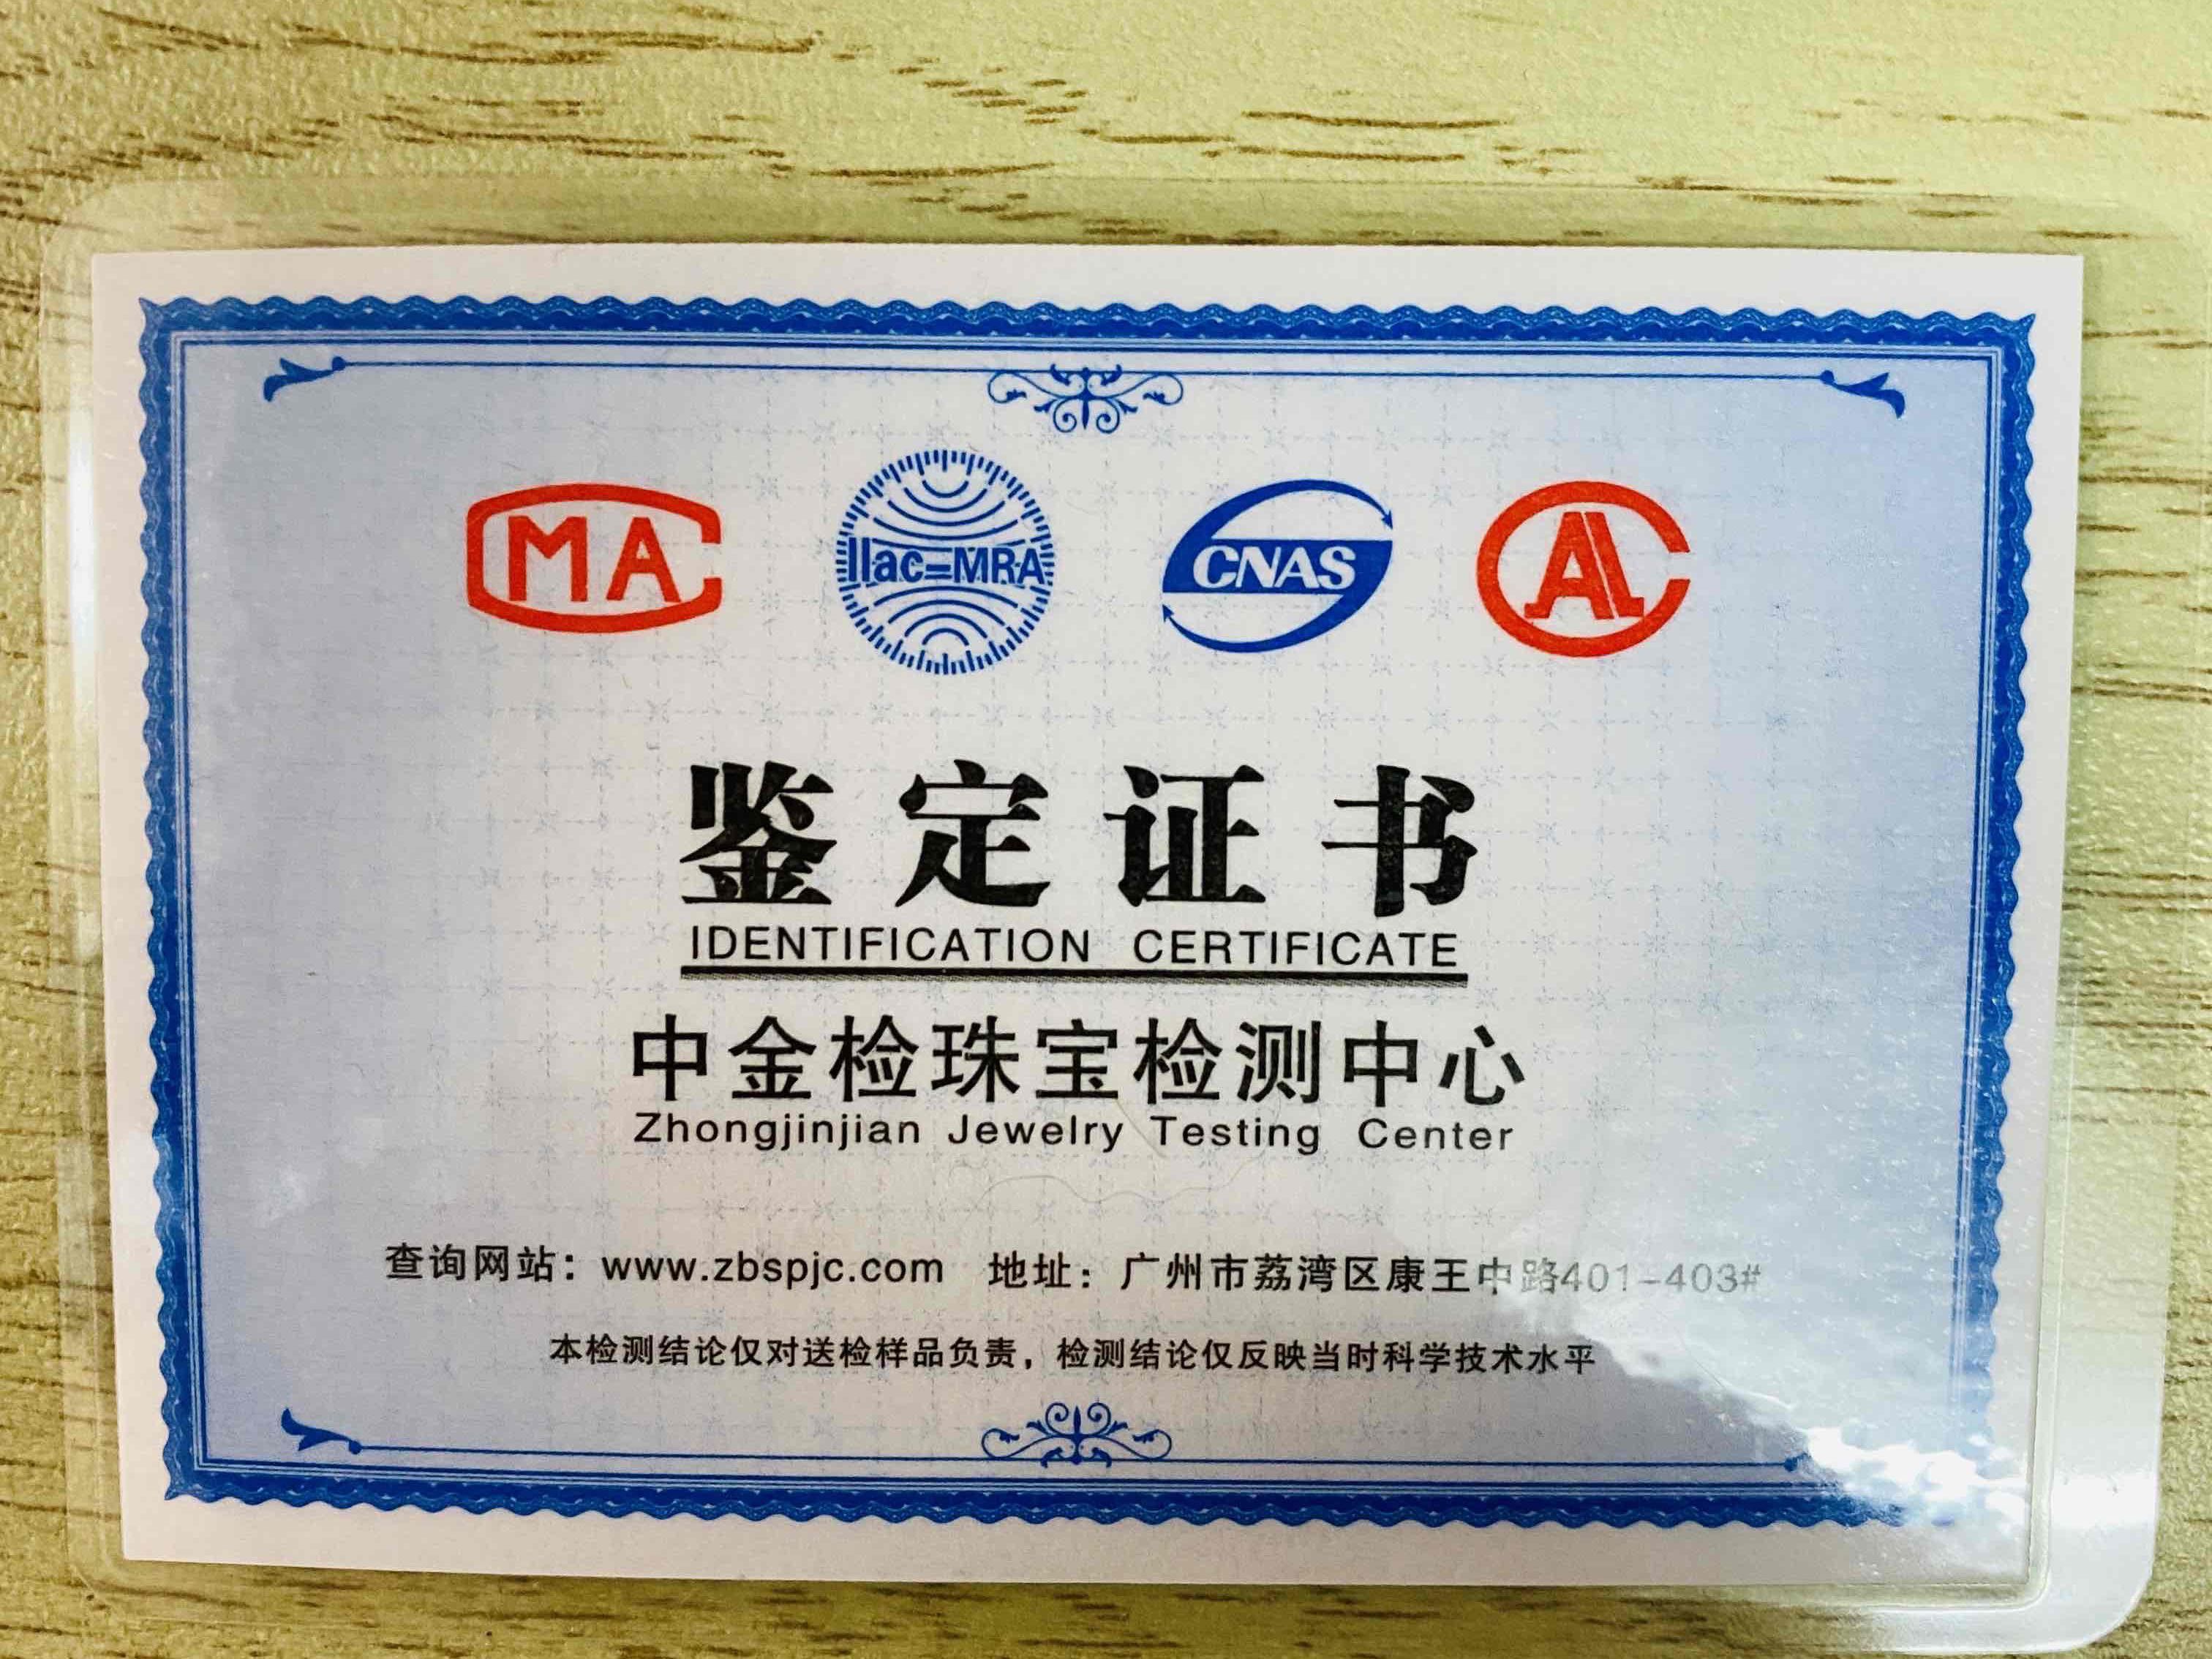 MA ilac-MRA CNAS AL
鉴定证书
IDENTIFICATION CERTIFICATE
中金检珠宝检测中心
Zhongjinjian Jewelry Testing Center
查询网站：www.zbspjc.com 地址：广州市荔湾区康王中路401-403#
本检测结论仅对送检样品负责，检测结论仅反映当时科学技术水平